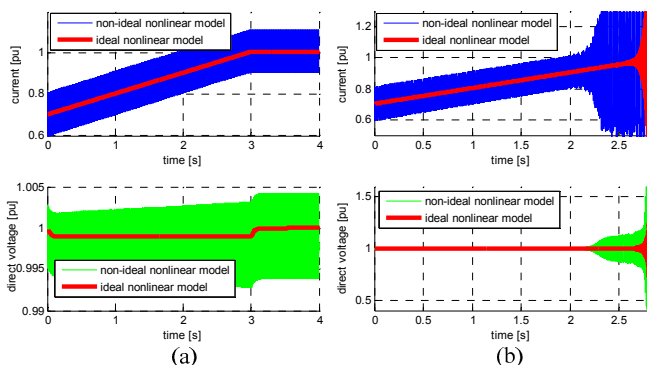 non-ideal nonlinear model
ideal nonlinear model
current [pu]
1
0.8
0.6
0 1 2 3 4
time [s]
non-ideal nonlinear model
ideal nonlinear model
current [pu]
1.2
1
0.8
0.6
0 0.5 1 1.5 2 2.5
time [s]
1.005
1
0.995
0.99
direct voltage [pu]
non-ideal nonlinear model
ideal nonlinear model
0 1 2 3 4
time [s]
(a)
non-ideal nonlinear model
ideal nonlinear model
direct voltage [pu]
1.5
1
0.5
0 0.5 1 1.5 2 2.5
time [s]
(b)